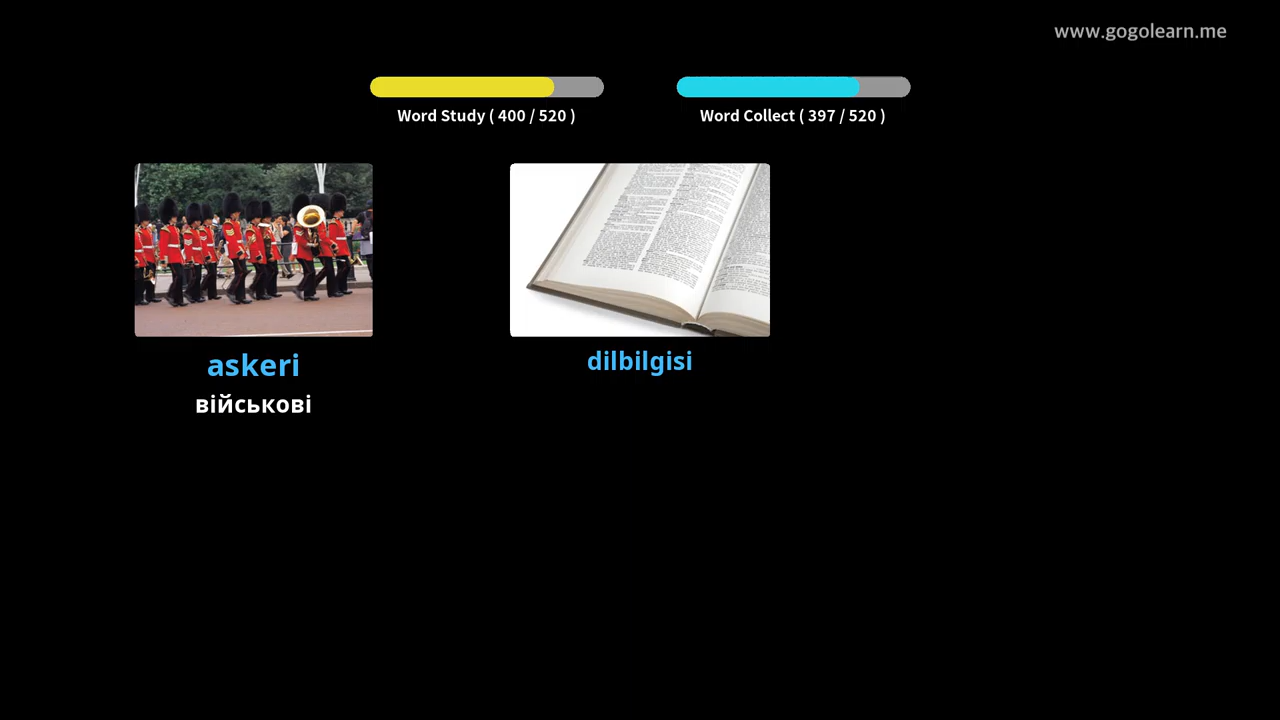 www.gogolearn.me
Word Study ( 400 / 520 )
Word Collect ( 397 / 520 )
askeri
військові
dilbilgisi